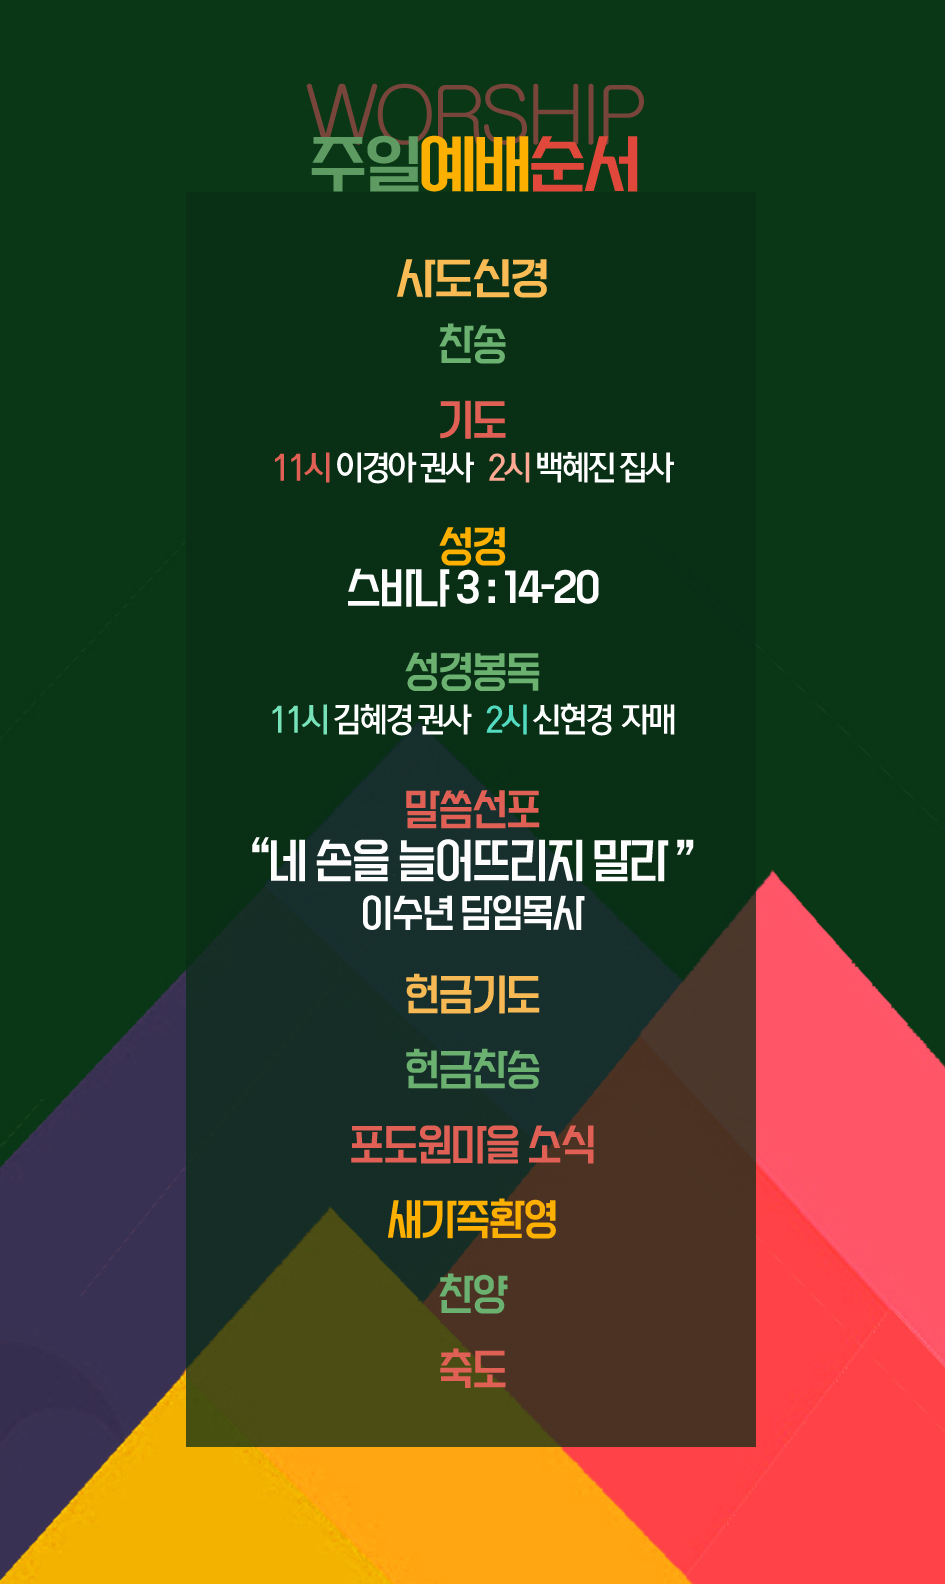 WORSHIP
주일예배순서
사도신경
찬송
기도
11시 이경아 권사 2시 백혜진 집사
성경
스바냐 3 : 14-20
성경봉독
11시 김혜경 권사 2시 신현경 자매
말씀선포
“네 손을 늘어뜨리지 말라”
이수년 담임목사
헌금기도
헌금찬송
포도원마을 소식
새가족환영
찬양
축도